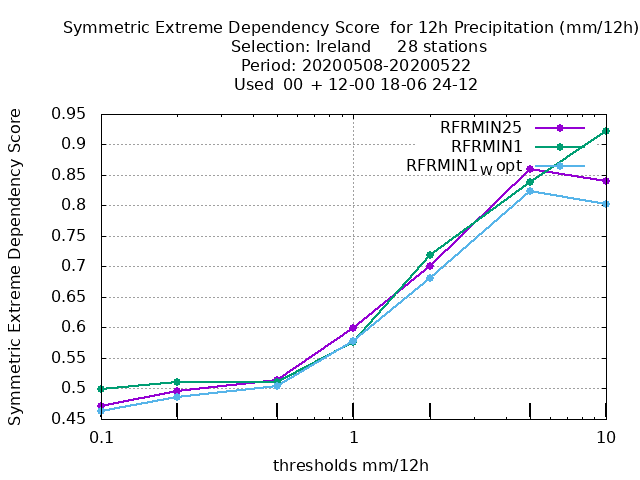 Symmetric Extreme Dependency Score for 12h Precipitation (mm/12h)
Selection: Ireland 28 stations
Period: 20200508-20200522
Used 00 + 12-00 18-06 24-12
RFRMIN25
RFRMIN1
RFRMIN1W opt
Symmetric Extreme Dependency Score
0.95
0.9
0.85
0.8
0.75
0.7
0.65
0.6
0.55
0.5
0.45
0.1 1 10
thresholds mm/12h